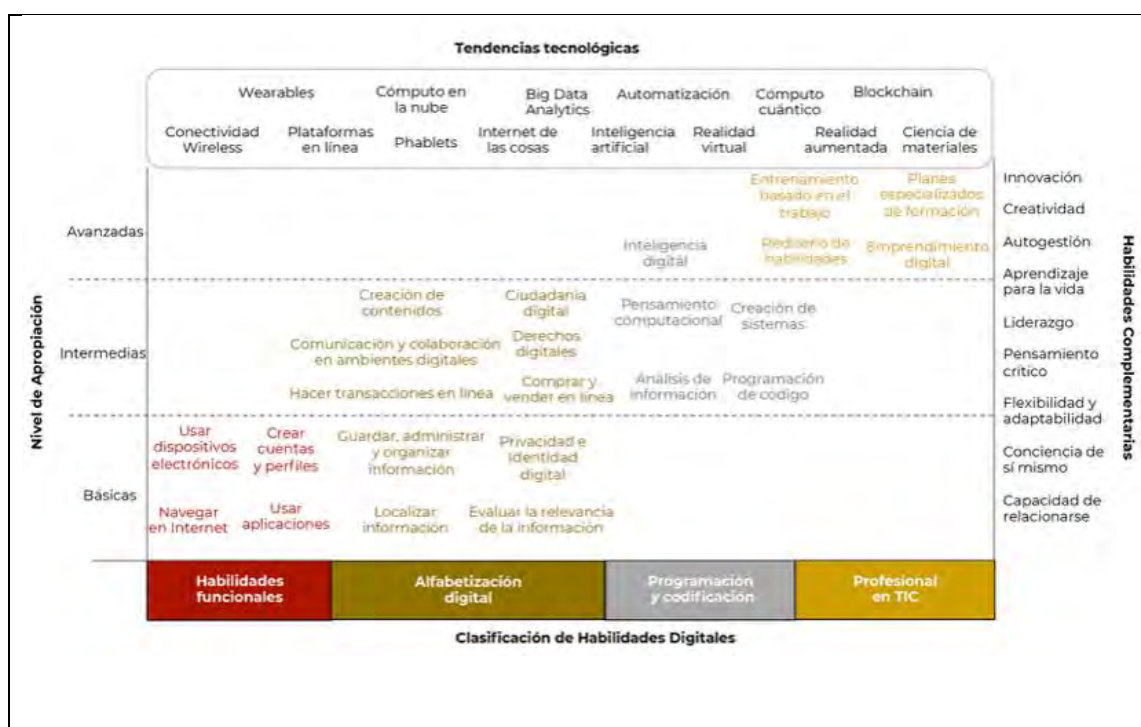 Tendencias tecnológicas
Wearables
Cómputo en
la nube
Big Data
Analytics
Automatización
Cómputo
cuántico
Blockchain
Conectividad
Wireless
Plataformas
en línea
Phablets
Internet de
las cosas
Inteligencia
artificial
Realidad
virtual
Realidad
aumentada
Ciencia de
materiales
Nivel de Apropiación
Avanzadas
Entrenamiento
basado en el
trabajo
Planes
especializados
de formación
Inteligencia
digital
Rediseño de
habilidades
Emprendimiento
digital
Intermedias
Creación de
contenidos
Ciudadanía
digital
Pensamiento
computacional
Creación de
sistemas
Comunicación y colaboración
en ambientes digitales
Derechos
digitales
Hacer transacciones en línea
Comprar y
vender en línea
Análisis de
información
Programación
de código
Básicas
Usar
dispositivos
electrónicos
Crear
cuentas
y perfiles
Guardar, administrar
y organizar
información
Privacidad e
Identidad
digital
Navegar
en Internet
Usar
aplicaciones
Localizar
información
Evaluar la relevancia
de la información
Habilidades Complementarias
Innovación
Creatividad
Autogestión
Aprendizaje
para la vida
Liderazgo
Pensamiento
crítico
Flexibilidad y
adaptabilidad
Conciencia de
sí mismo
Capacidad de
relacionarse
Habilidades
funcionales
Alfabetización
digital
Programación
y codificación
Profesional
en TIC
Clasificación de Habilidades Digitales